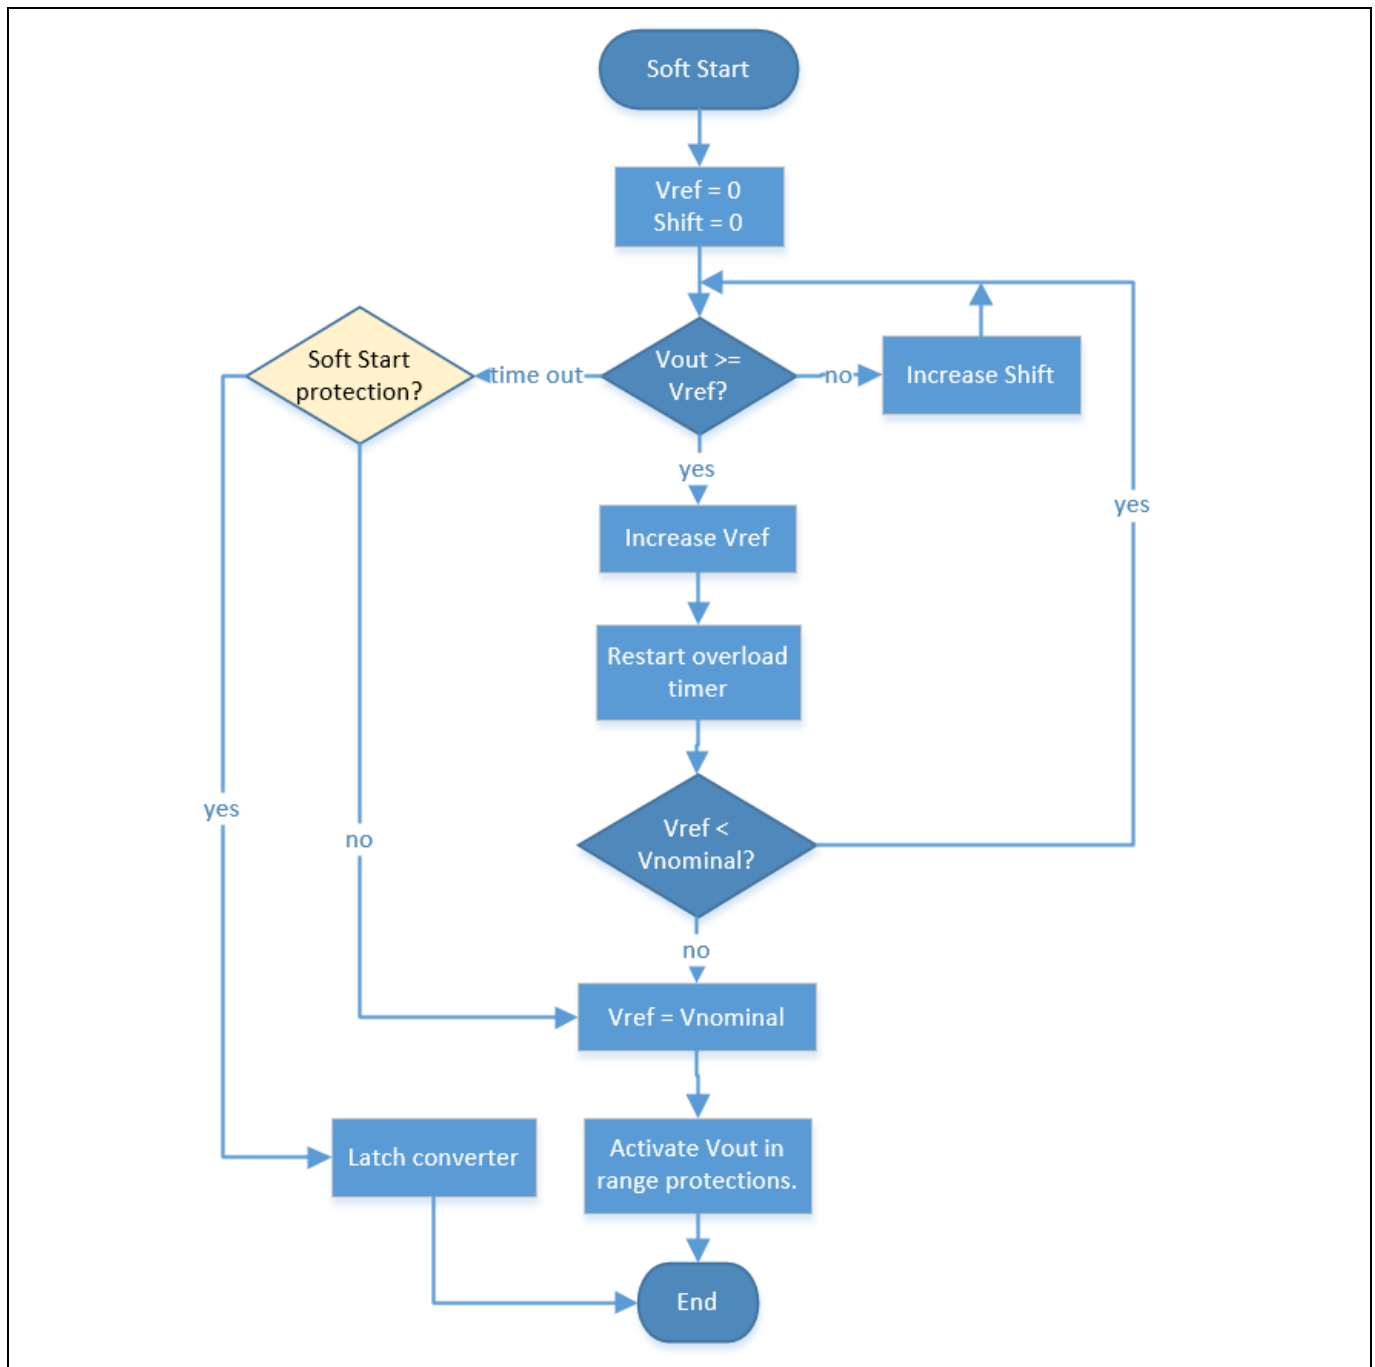 Soft Start
Vref = 0
Shift = 0
Soft Start
protection?
time out
Vout >=
Vref?
no
Increase Shift
yes
Increase Vref
yes
Restart overload
timer
yes
no
Vref <
Vnominal?
no
Vref = Vnominal
Latch converter
Activate Vout in
range protections.
End